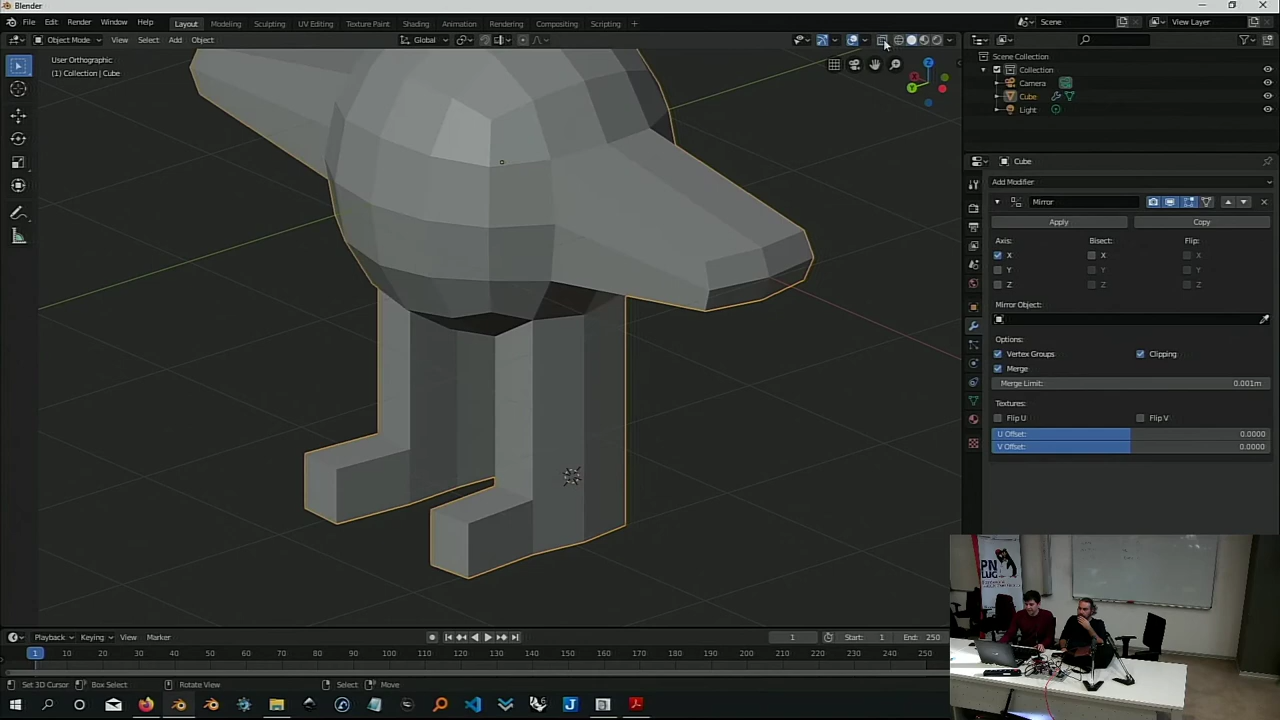 Blender
File Edit Render Window Help Layout Modeling Sculpting UV Editing Texture Paint Shading Animation Rendering Compositing Scripting + Scene View Layer
Object Mode View Select Add Object Global
User Orthographic
(1) Collection | Cube
Z
X
Y
Scene Collection
Collection
Camera
Cube
Light
Cube
Add Modifier
Mirror
Apply Copy
Axis: Bisect: Flip:
X X X
Y Y Y
Z Z Z
Mirror Object:
Options:
Vertex Groups Clipping
Merge
Merge Limit: 0.001m
Textures:
Flip U Flip V
U Offset: 0.0000
V Offset: 0.0000
PN
LUG
Playback Keying View Marker 1 Start: 1 End: 250
1 10 20 30 40 50 60 70 80 90 100 110 120 130 140 150 160 170 180 190 200 210 220 230 240 250
Set 3D Cursor Box Select Rotate View Select Move